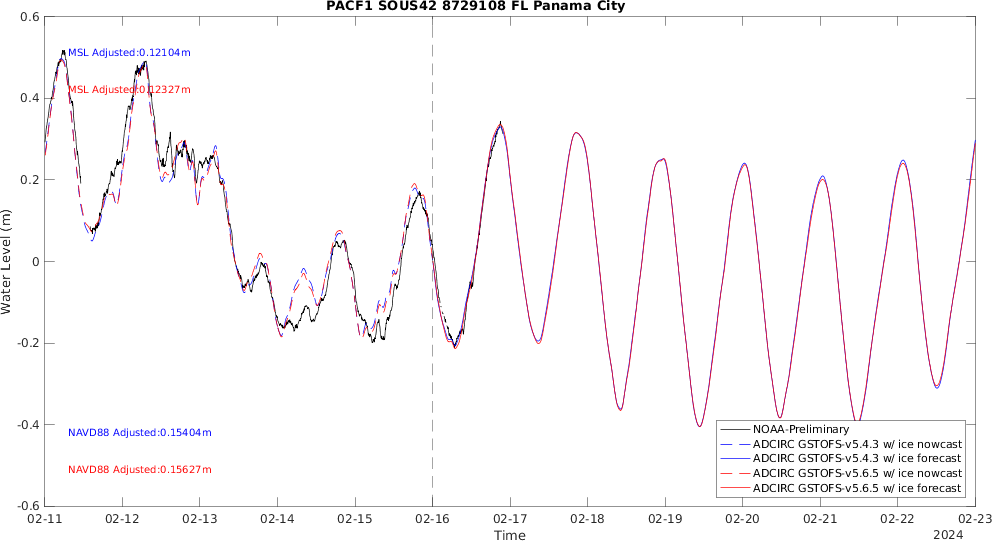 PACF1 SOUS42 8729108 FL Panama City
0.6
0.4
0.2
0
-0.2
-0.4
-0.6
Water Level (m)
MSL Adjusted:0.12104m
MSL Adjusted:0.12327m
NAVD88 Adjusted:0.15404m
NAVD88 Adjusted:0.15627m
NOAA-Preliminary
ADCIRC GSTOFS-v5.4.3 w/ ice nowcast
ADCIRC GSTOFS-v5.4.3 w/ ice forecast
ADCIRC GSTOFS-v5.6.5 w/ ice nowcast
ADCIRC GSTOFS-v5.6.5 w/ ice forecast
02-11 02-12 02-13 02-14 02-15 02-16 02-17 02-18 02-19 02-20 02-21 02-22 02-23
Time
2024